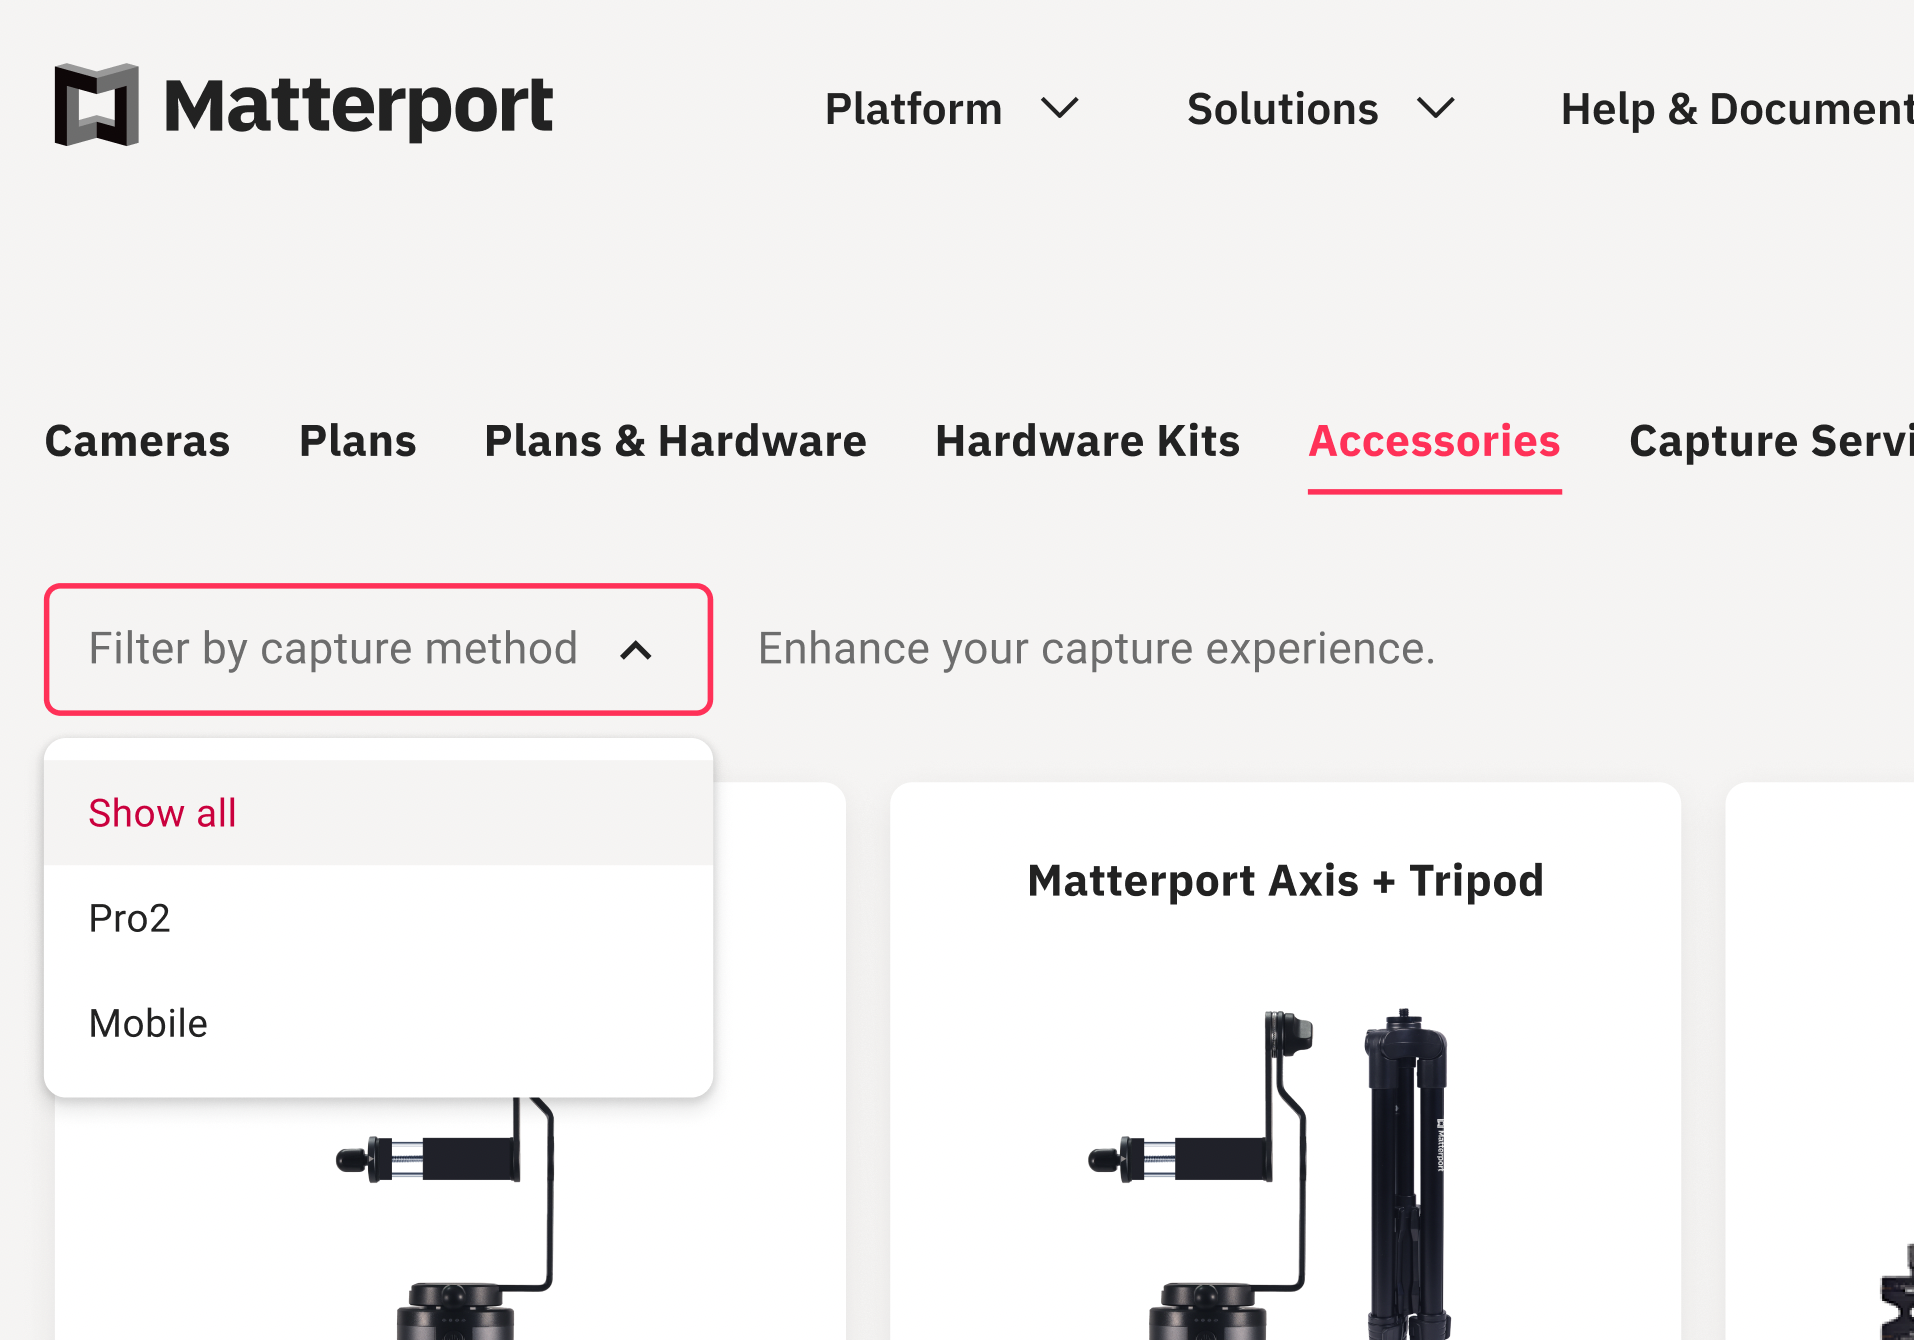 Matterport
Platform
Solutions
Help & Document
Cameras
Plans
Plans & Hardware
Hardware Kits
Accessories
Capture Servi
Filter by capture method
Enhance your capture experience.
Show all
Pro2
Mobile
Matterport Axis + Tripod
Matterport